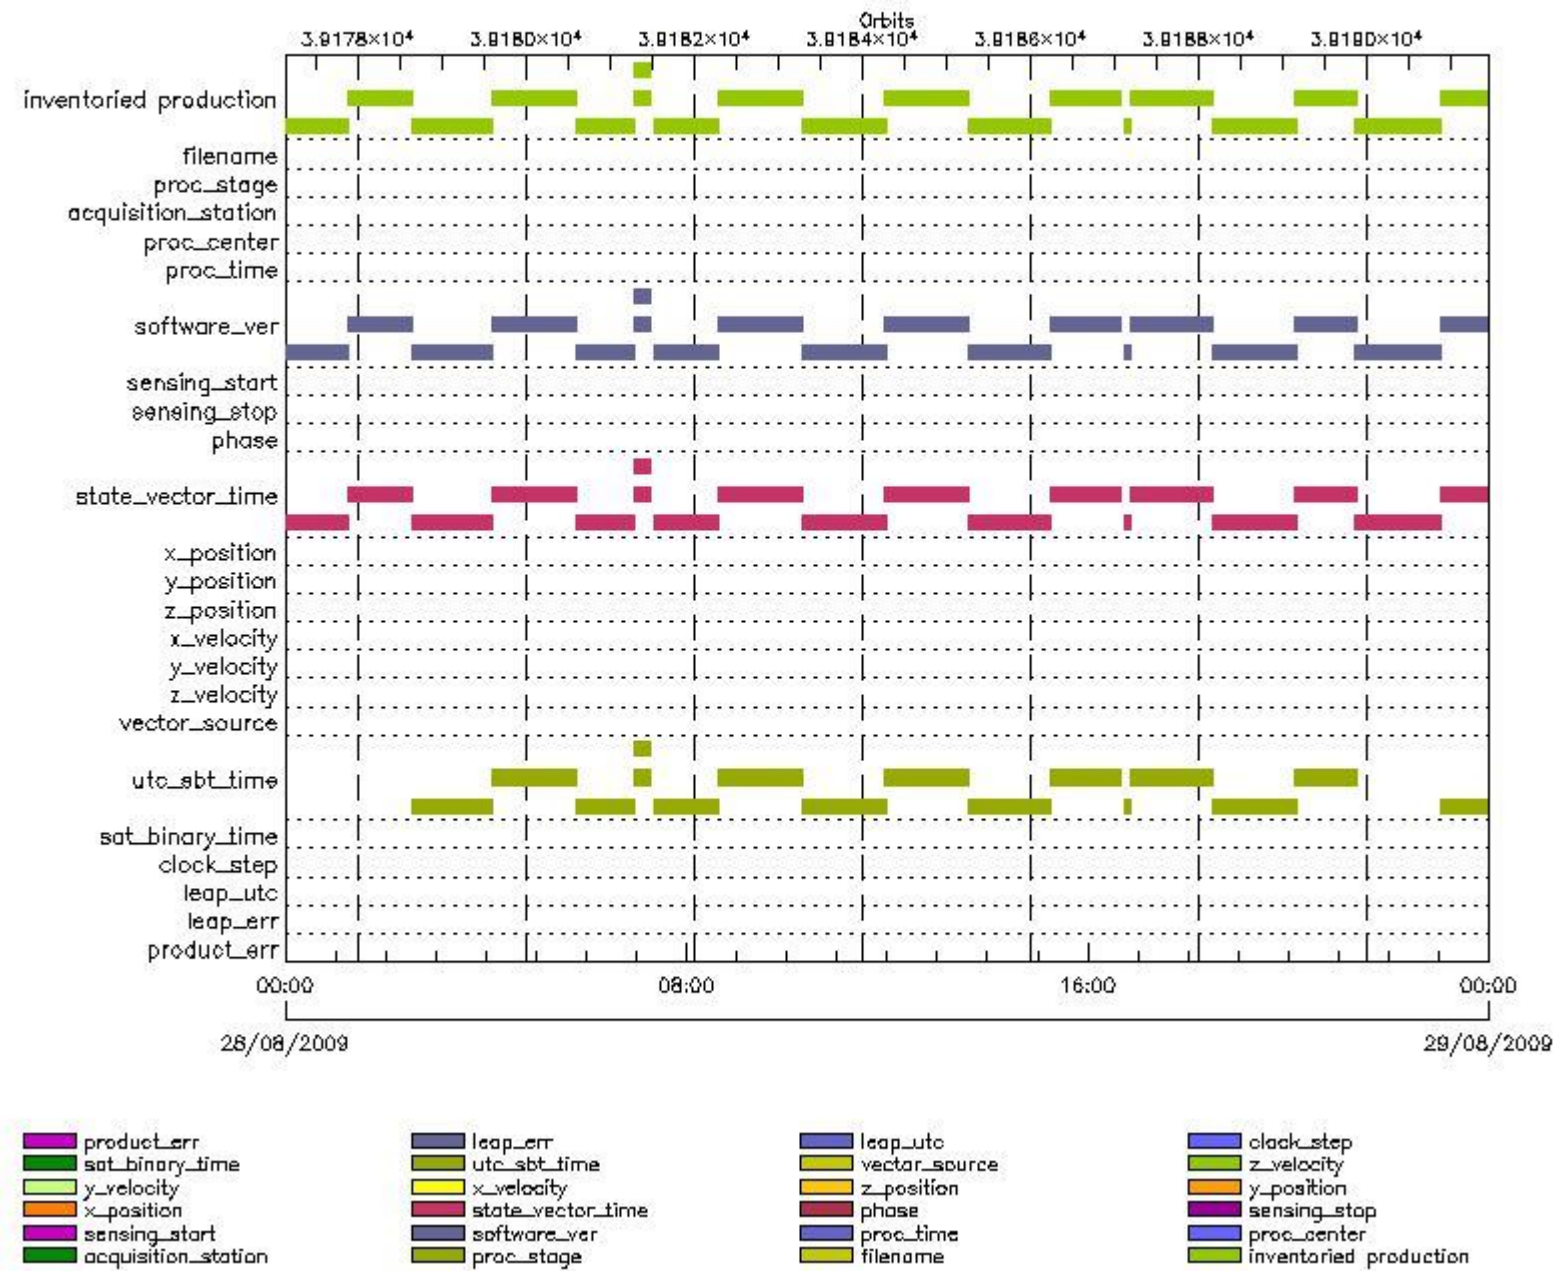 Orbits
3.9178×10⁴ 3.9180×10⁴ 3.9182×10⁴ 3.9184×10⁴ 3.9186×10⁴ 3.9188×10⁴ 3.9190×10⁴
inventoried production
filename
proc_stage
acquisition_station
proc_center
proc_time
software_ver
sensing_start
sensing_stop
phase
state_vector_time
x_position
y_position
z_position
x_velocity
y_velocity
z_velocity
vector_source
utc_sbt_time
sat_binary_time
clock_step
leap_utc
leap_err
product_err
00:00 08:00 16:00 00:00
28/08/2009 29/08/2009
product_err leap_err leap_utc clock_step
sat_binary_time utc_sbt_time vector_source z_velocity
y_velocity x_velocity z_position y_position
x_position state_vector_time phase sensing_stop
sensing_start software_ver proc_time proc_center
acquisition_station proc_stage filename inventoried production